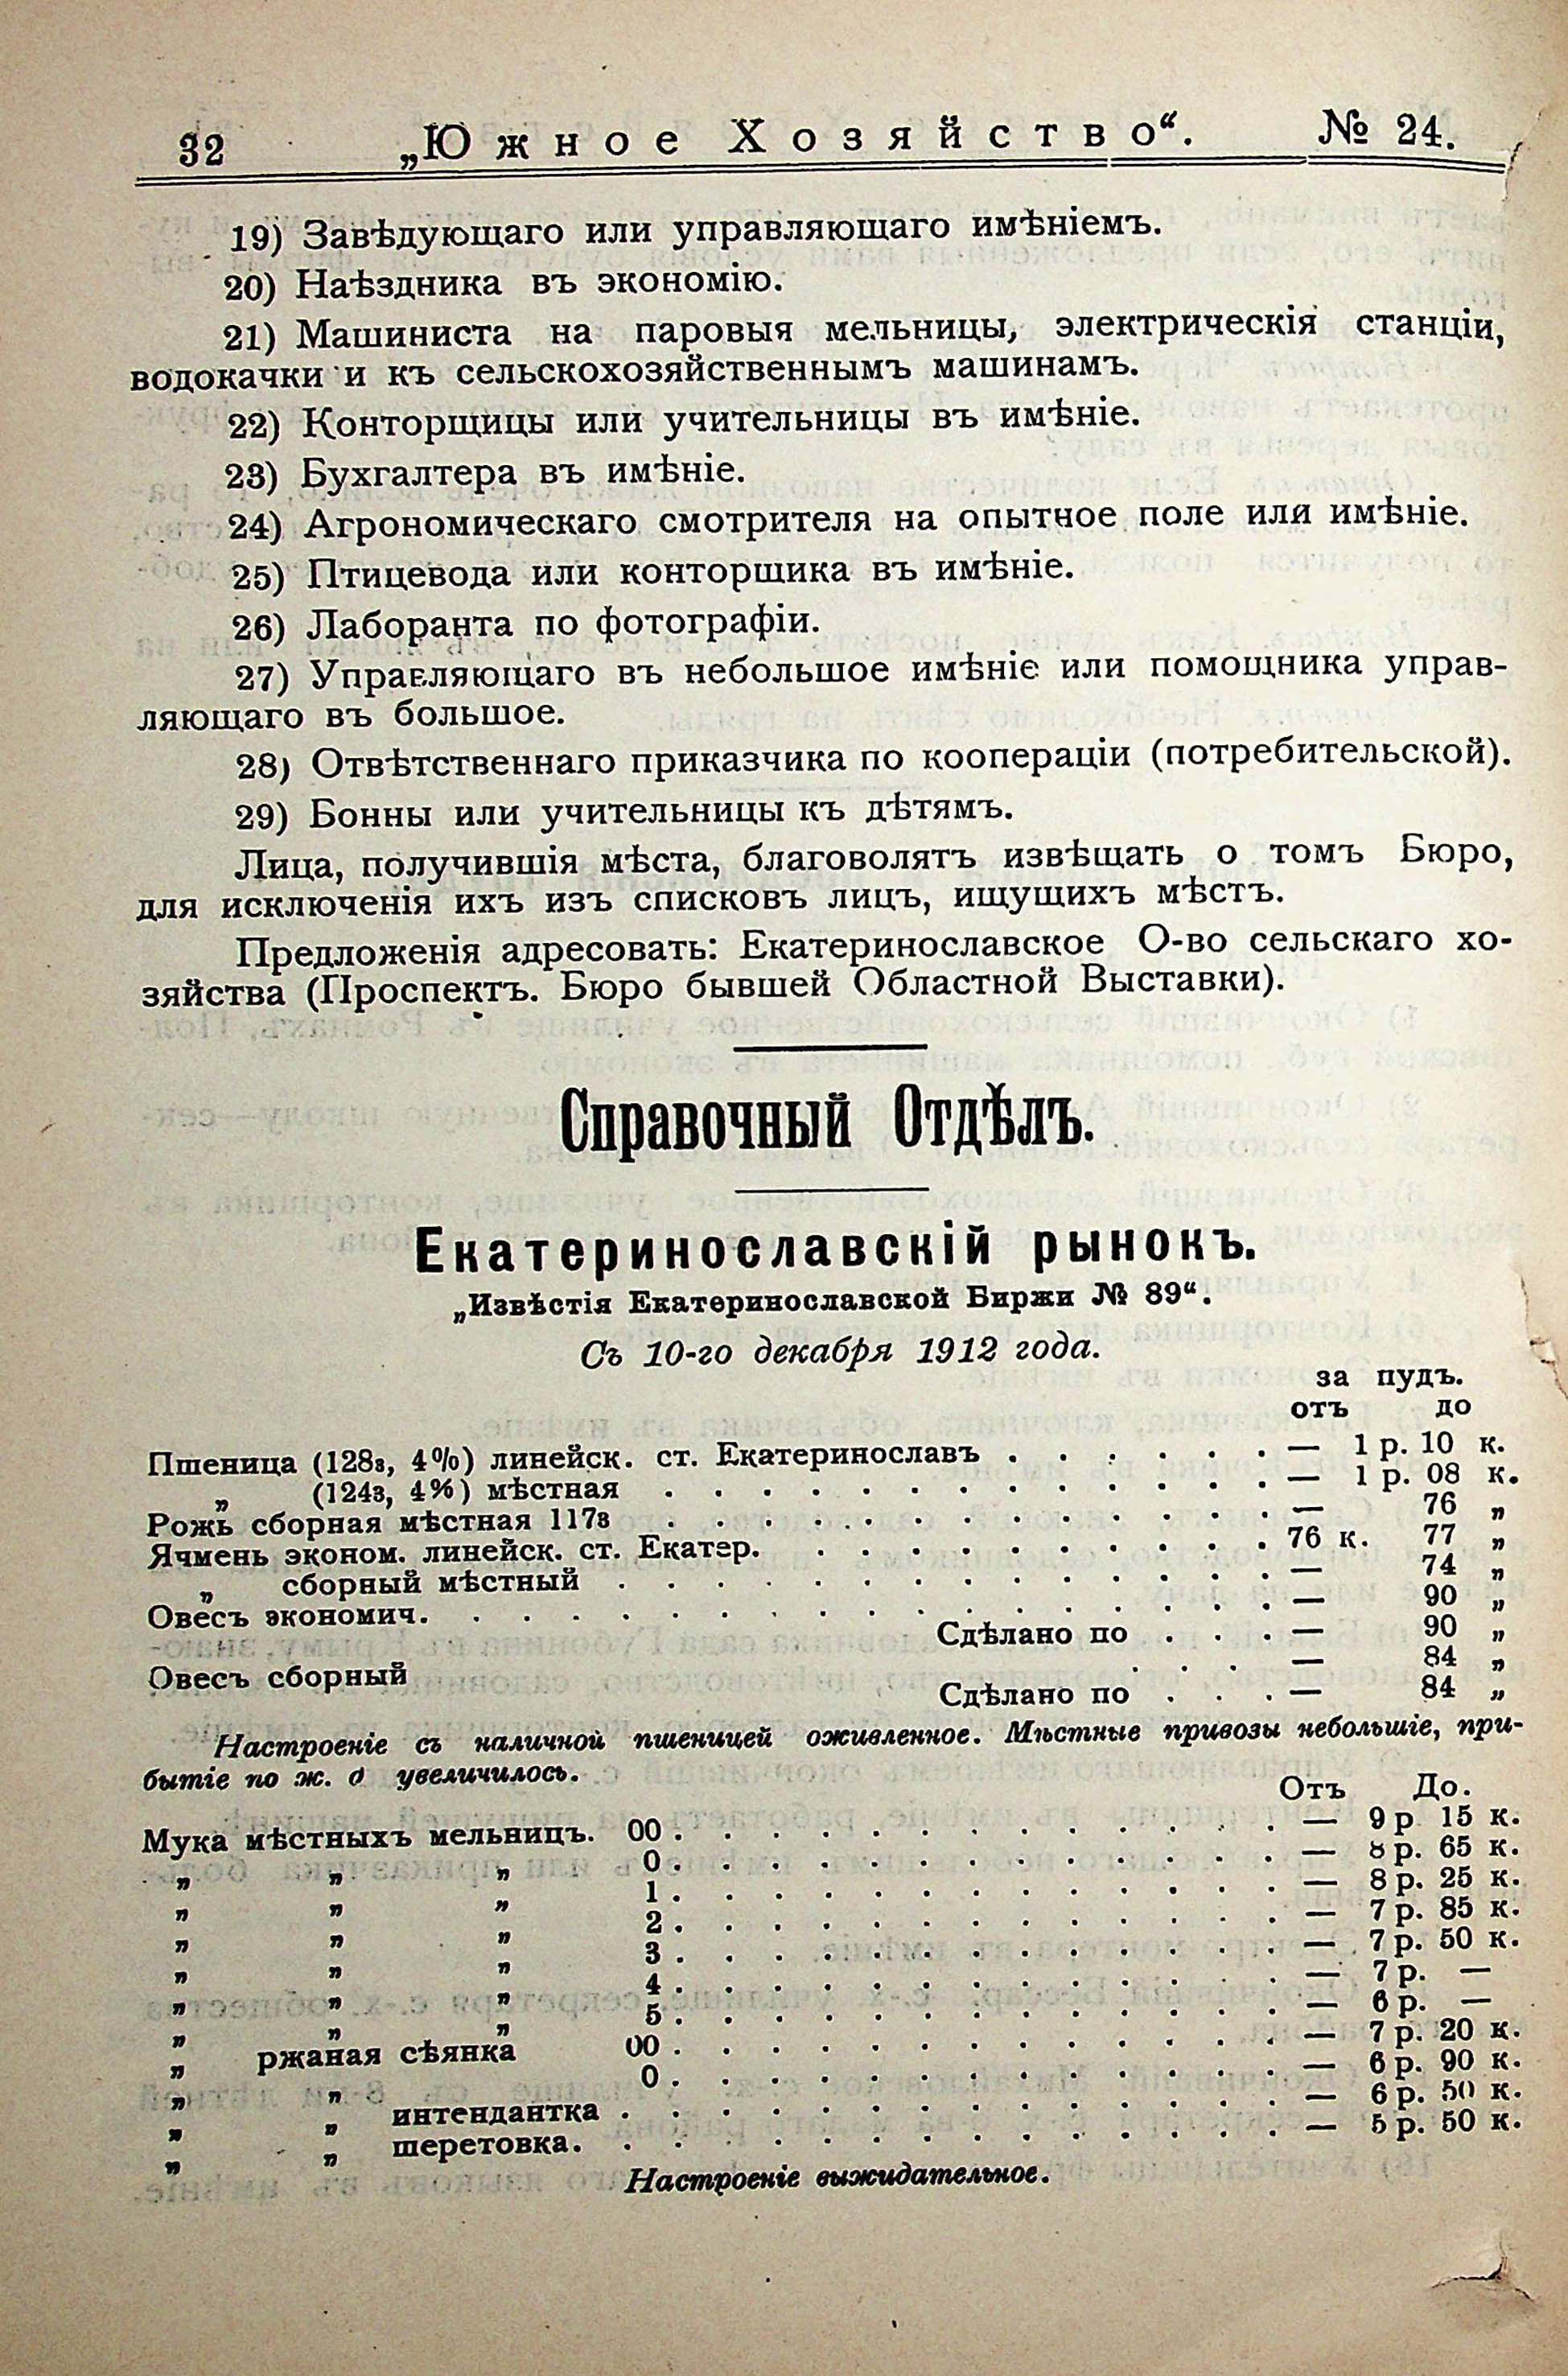 32 „Южное Хозяйство“. № 24.
19) Завѣдующаго или управляющаго имѣніемъ.
20) Наѣздника въ экономію.
21) Машиниста на паровыя мельницы, электрическія станціи,
водокачки и къ сельскохозяйственнымъ машинамъ.
22) Конторщицы или учительницы въ имѣніе.
23) Бухгалтера въ имѣніе.
24) Агрономическаго смотрителя на опытное поле или имѣніе.
25) Птицевода или конторщика въ имѣніе.
26) Лаборанта по фотографіи.
27) Управляющаго въ небольшое имѣніе или помощника управ-
ляющаго въ большое.
28) Отвѣтственнаго приказчика по коопераціи (потребительской).
29) Бонны или учительницы къ дѣтямъ.
Лица, получившія мѣста, благоволятъ извѣщать о томъ Бюро,
для исключенія ихъ изъ списковъ лицъ, ищущихъ мѣстъ.
Предложенія адресовать: Екатеринославское О-во сельскаго хо-
зяйства (Проспектъ. Бюро бывшей Областной Выставки).
Справочный Отдѣлъ.
Екатеринославскій рынокъ.
„Извѣстія Екатеринославской Биржи № 89“.
Съ 10-го декабря 1912 года.
за пудъ.
отъ до
Пшеница (128з, 4%) линейск. ст. Екатеринославъ . . . . . . — 1 р. 10 к.
„ (124з, 4%) мѣстная . . . . . . . . . . . . . — 1 р. 08 к.
Рожь сборная мѣстная 117з . . . . . . . . . . . . . — 76 „
Ячмень эконом. линейск. ст. Екатер. . . . . . . . . . . 76 к. 77 „
„ сборный мѣстный . . . . . . . . . . . . . . — 74 „
Овесъ экономич. . . . . . . . . . . . . . . . . . — 90 „
Сдѣлано по . . . — 90 „
Овесъ сборный . . . — 84 „
Сдѣлано по . . . — 84 „
Настроеніе съ наличной пшеницей оживленное. Мѣстные привозы небольшіе, при-
бытіе по ж. д увеличилось.
Отъ До.
Мука мѣстныхъ мельницъ. 00 . . . . . . . . . . . . . — 9 р 15 к.
„ „ „ 0 . . . . . . . . . . . . . — 8 р. 65 к.
„ „ „ 1 . . . . . . . . . . . . . — 8 р. 25 к.
„ „ „ 2 . . . . . . . . . . . . . — 7 р. 85 к.
„ „ „ 3 . . . . . . . . . . . . . — 7 р. 50 к.
„ „ „ 4 . . . . . . . . . . . . . — 7 р. —
„ „ „ 5 . . . . . . . . . . . . . — 6 р. —
„ ржаная сѣянка 00 . . . . . . . . . . . . . — 7 р. 20 к.
„ „ 0 . . . . . . . . . . . . . — 6 р. 90 к.
„ „ интендантка . . . . . . . . . . . . . . — 6 р. 50 к.
„ „ шеретовка. . . . . . . . . . . . . . . — 5 р. 50 к.
Настроеніе выжидательное.